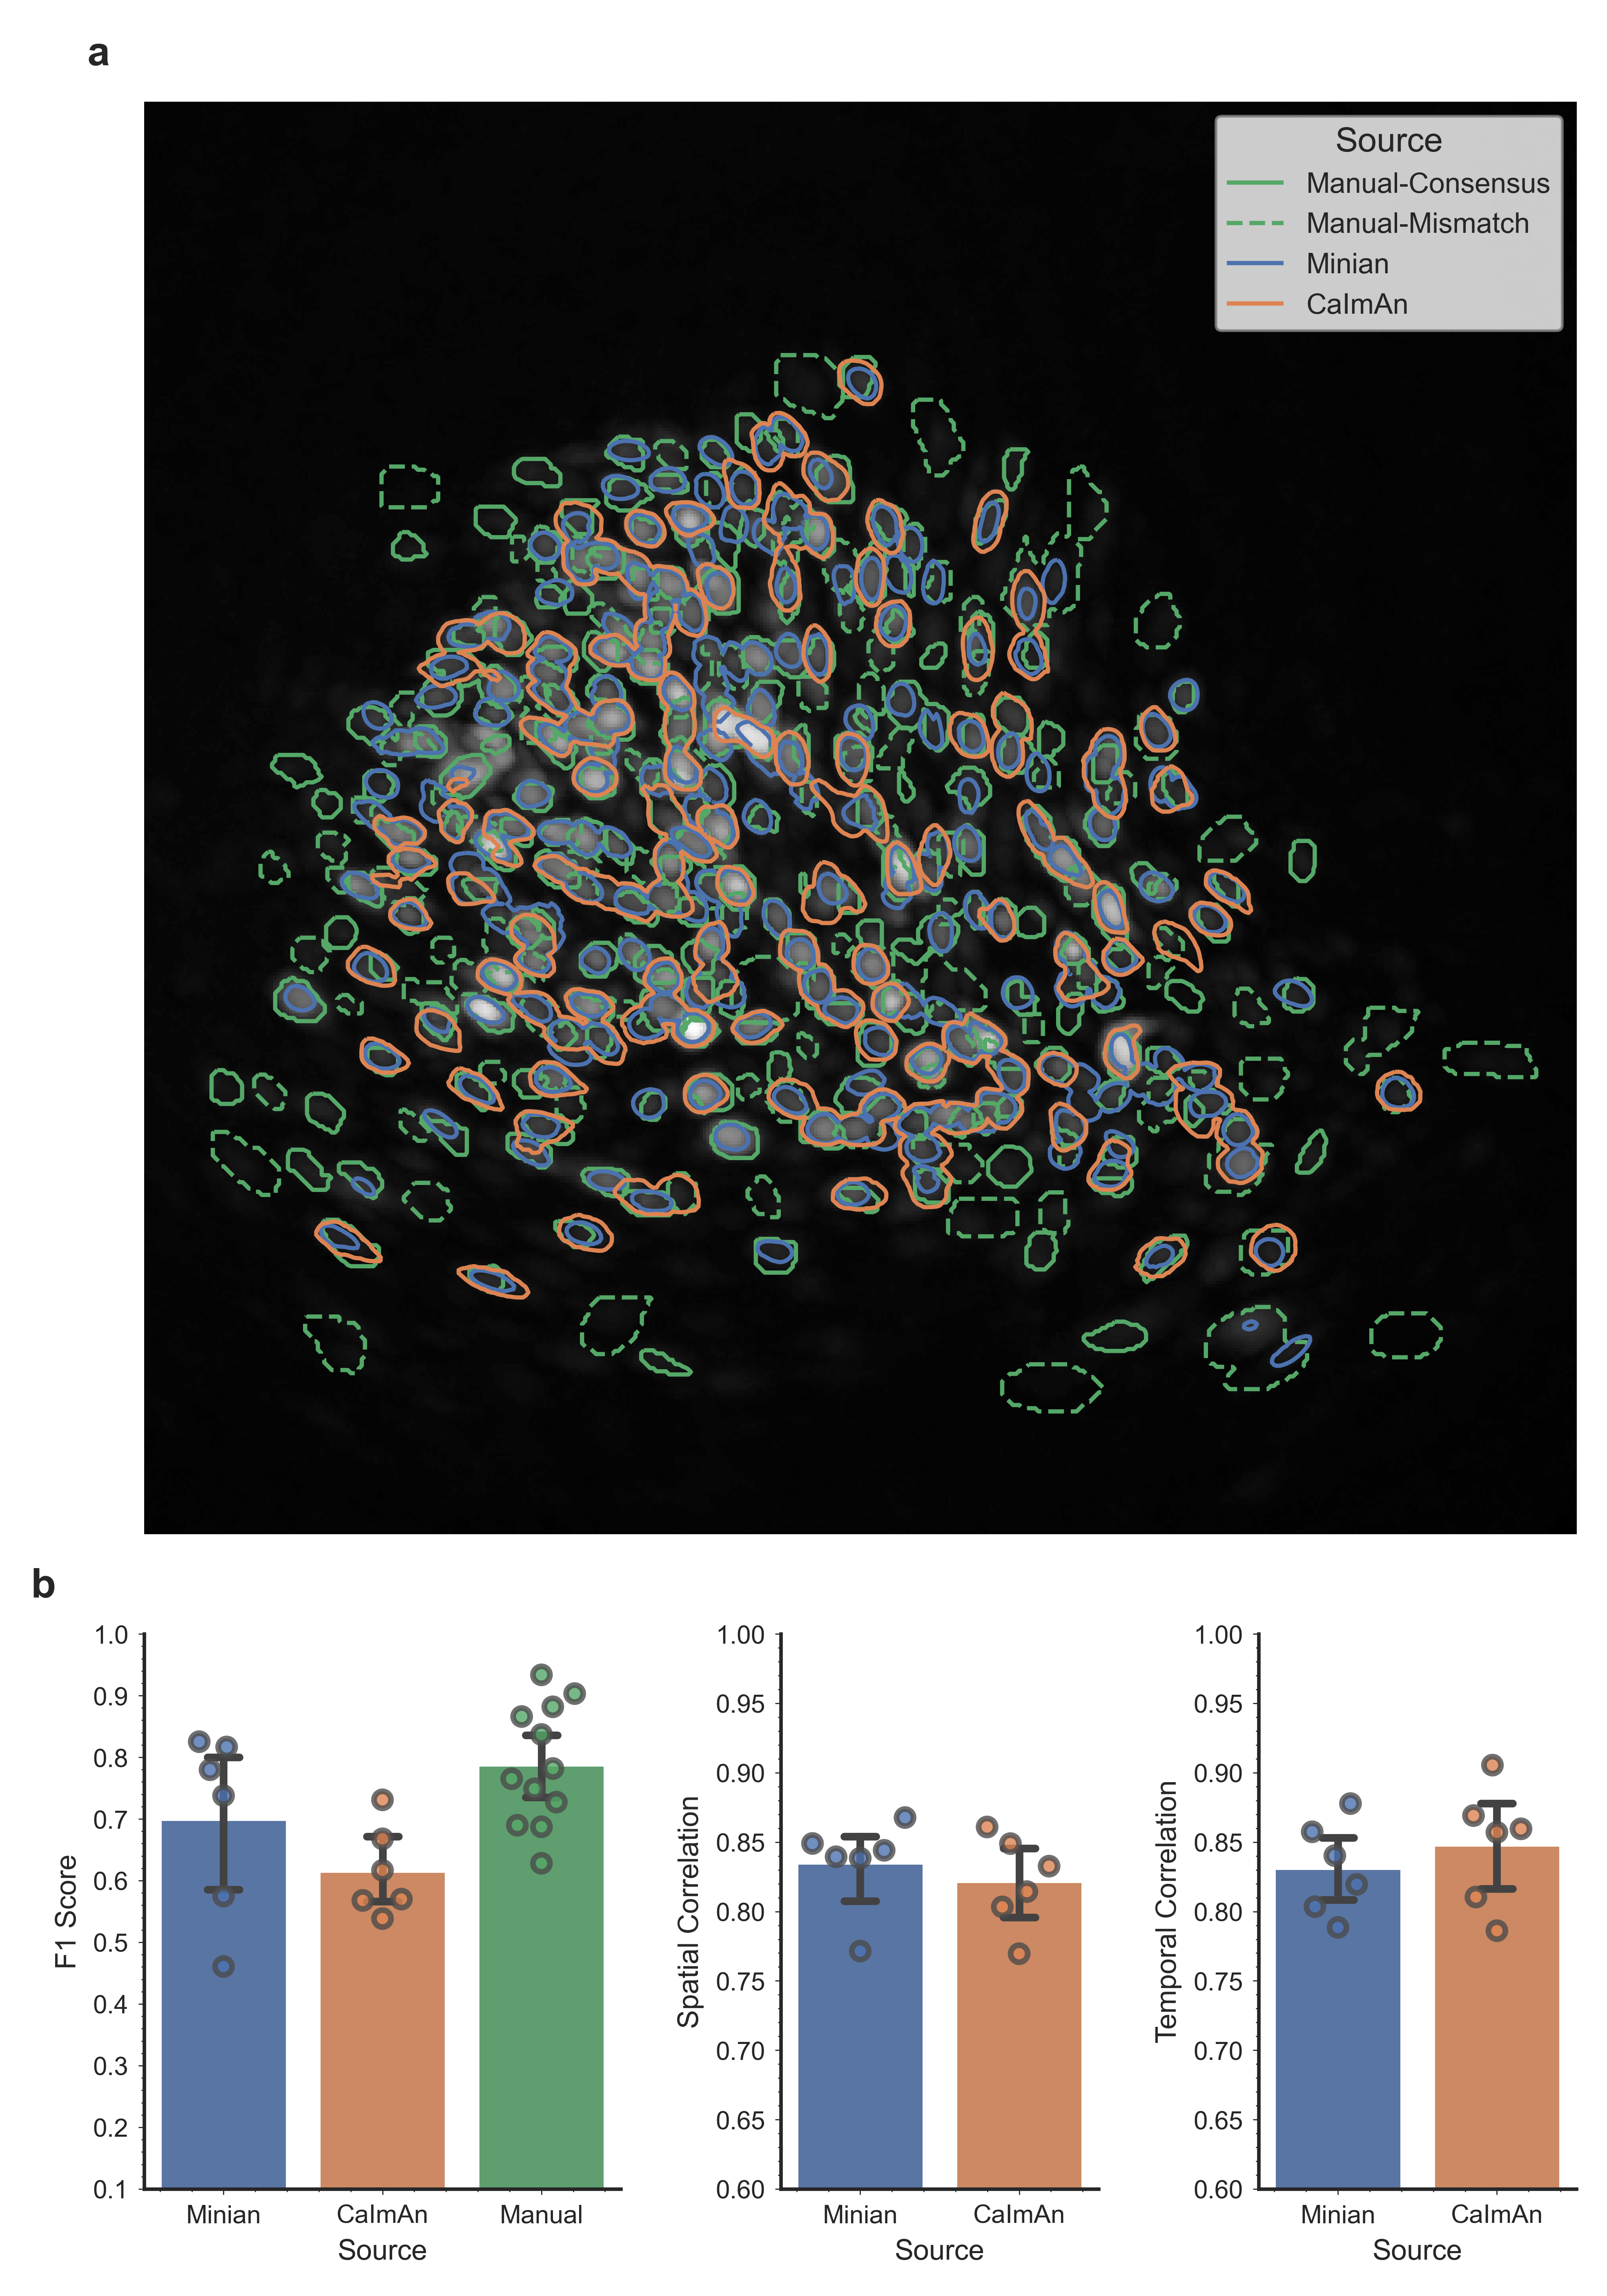 a
Source
Manual-Consensus
Manual-Mismatch
Minian
CaImAn
b
F1 Score
1.0
0.9
0.8
0.7
0.6
0.5
0.4
0.3
0.2
0.1
Minian CaImAn Manual
Source
Spatial Correlation
1.00
0.95
0.90
0.85
0.80
0.75
0.70
0.65
0.60
Minian CaImAn
Source
Temporal Correlation
1.00
0.95
0.90
0.85
0.80
0.75
0.70
0.65
0.60
Minian CaImAn
Source